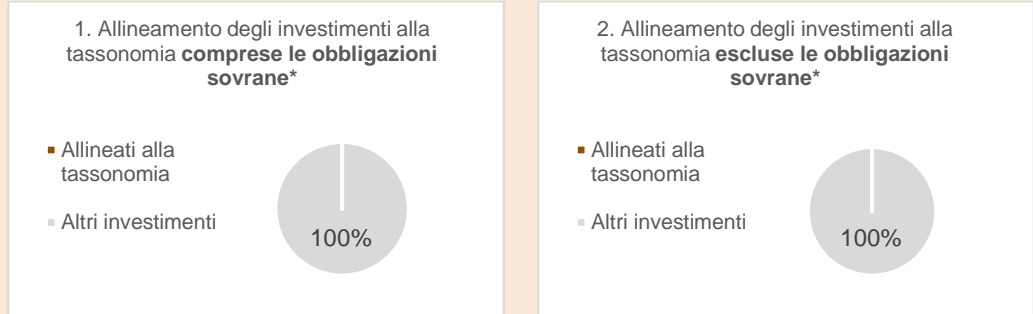 1. Allineamento degli investimenti alla
tassonomia comprese le obbligazioni
sovrane*
Allineati alla
tassonomia
Altri investimenti
100%
2. Allineamento degli investimenti alla
tassonomia escluse le obbligazioni
sovrane*
Allineati alla
tassonomia
Altri investimenti
100%